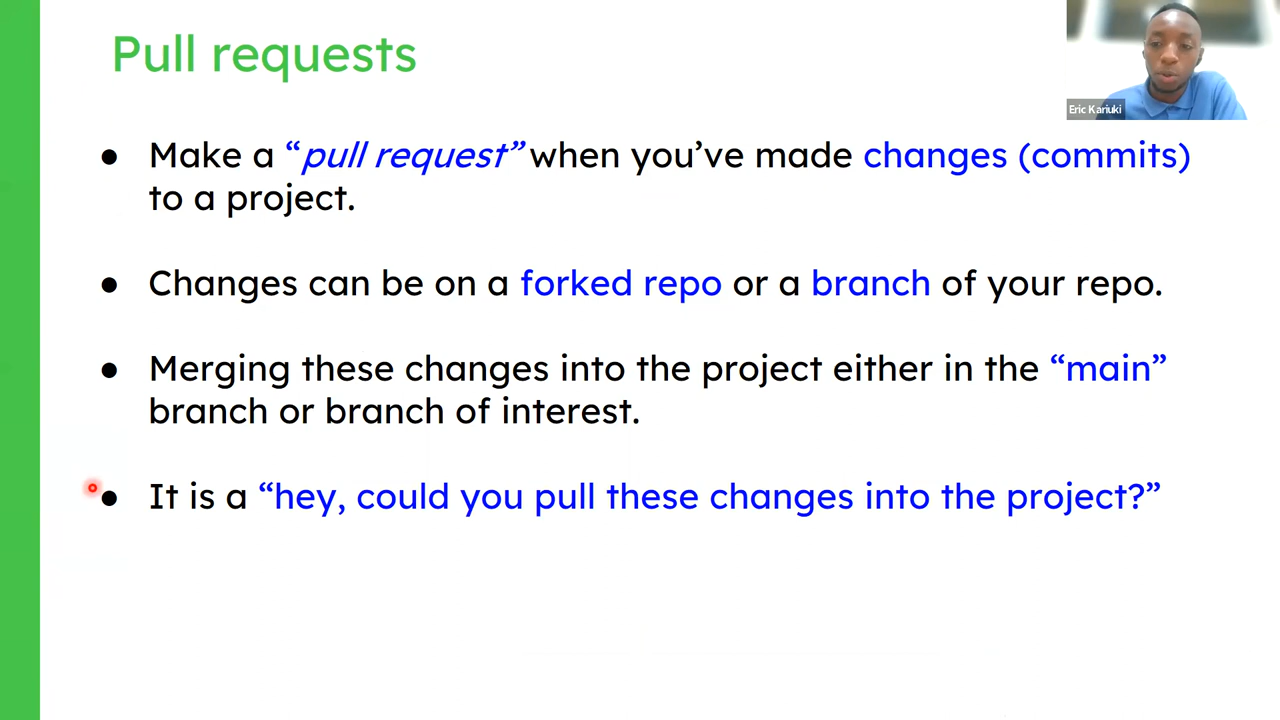 Pull requests
Eric Kariuki
● Make a “pull request” when you’ve made changes (commits)
to a project.
● Changes can be on a forked repo or a branch of your repo.
● Merging these changes into the project either in the “main”
branch or branch of interest.
● It is a “hey, could you pull these changes into the project?”